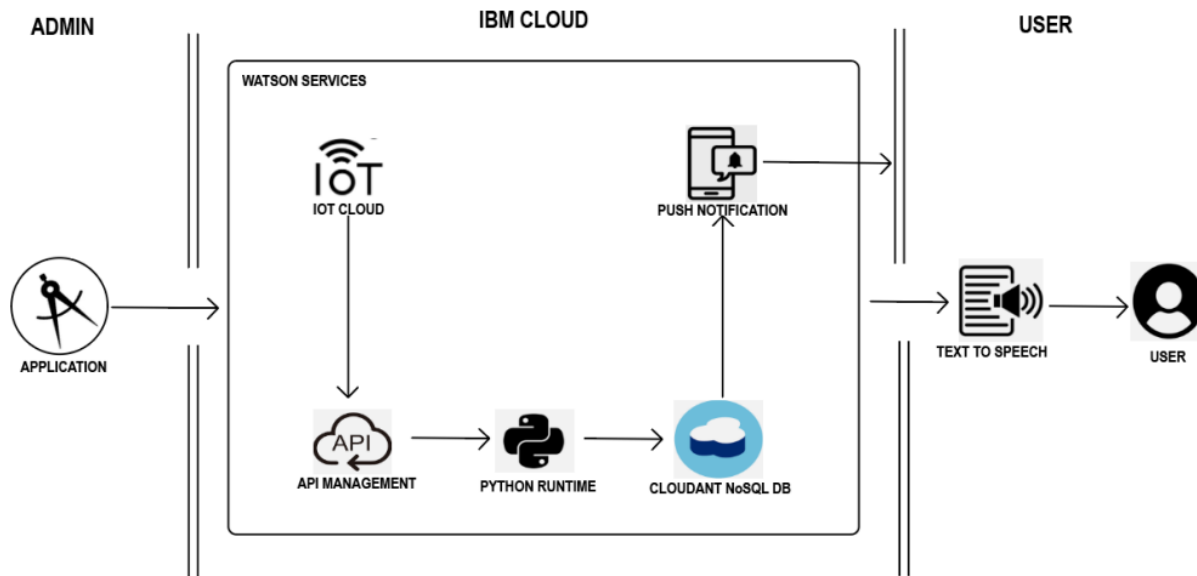 ADMIN
IBM CLOUD
USER
WATSON SERVICES
IoT
IOT CLOUD
PUSH NOTIFICATION
APPLICATION
TEXT TO SPEECH
USER
API
API MANAGEMENT
PYTHON RUNTIME
CLOUDANT NoSQL DB